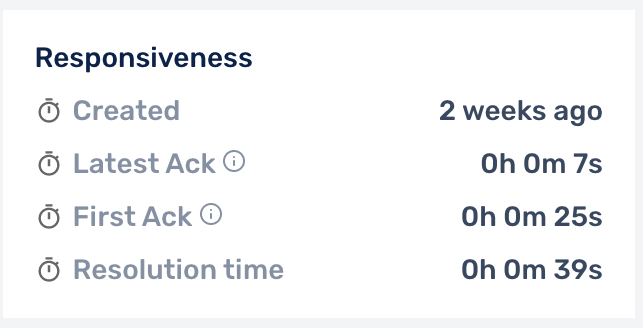 Responsiveness
Created 2 weeks ago
Latest Ack 0h 0m 7s
First Ack 0h 0m 25s
Resolution time 0h 0m 39s